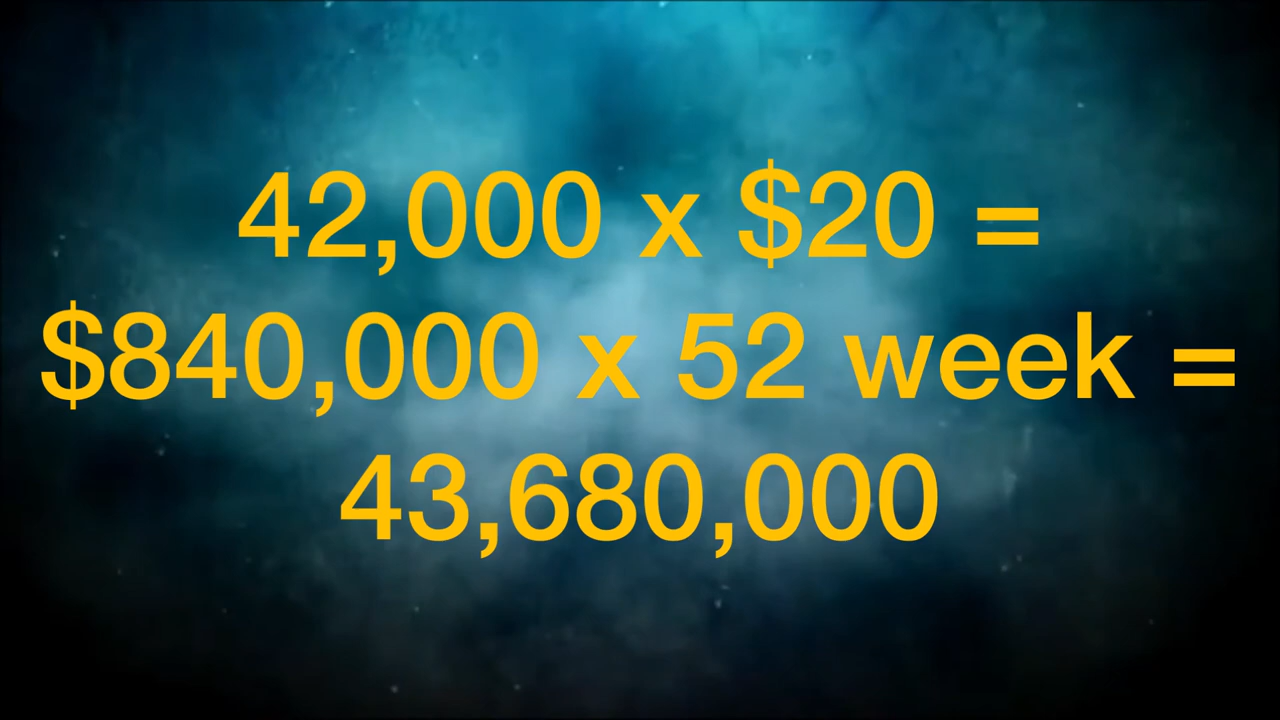 42,000 x $20 =
$840,000 x 52 week =
43,680,000